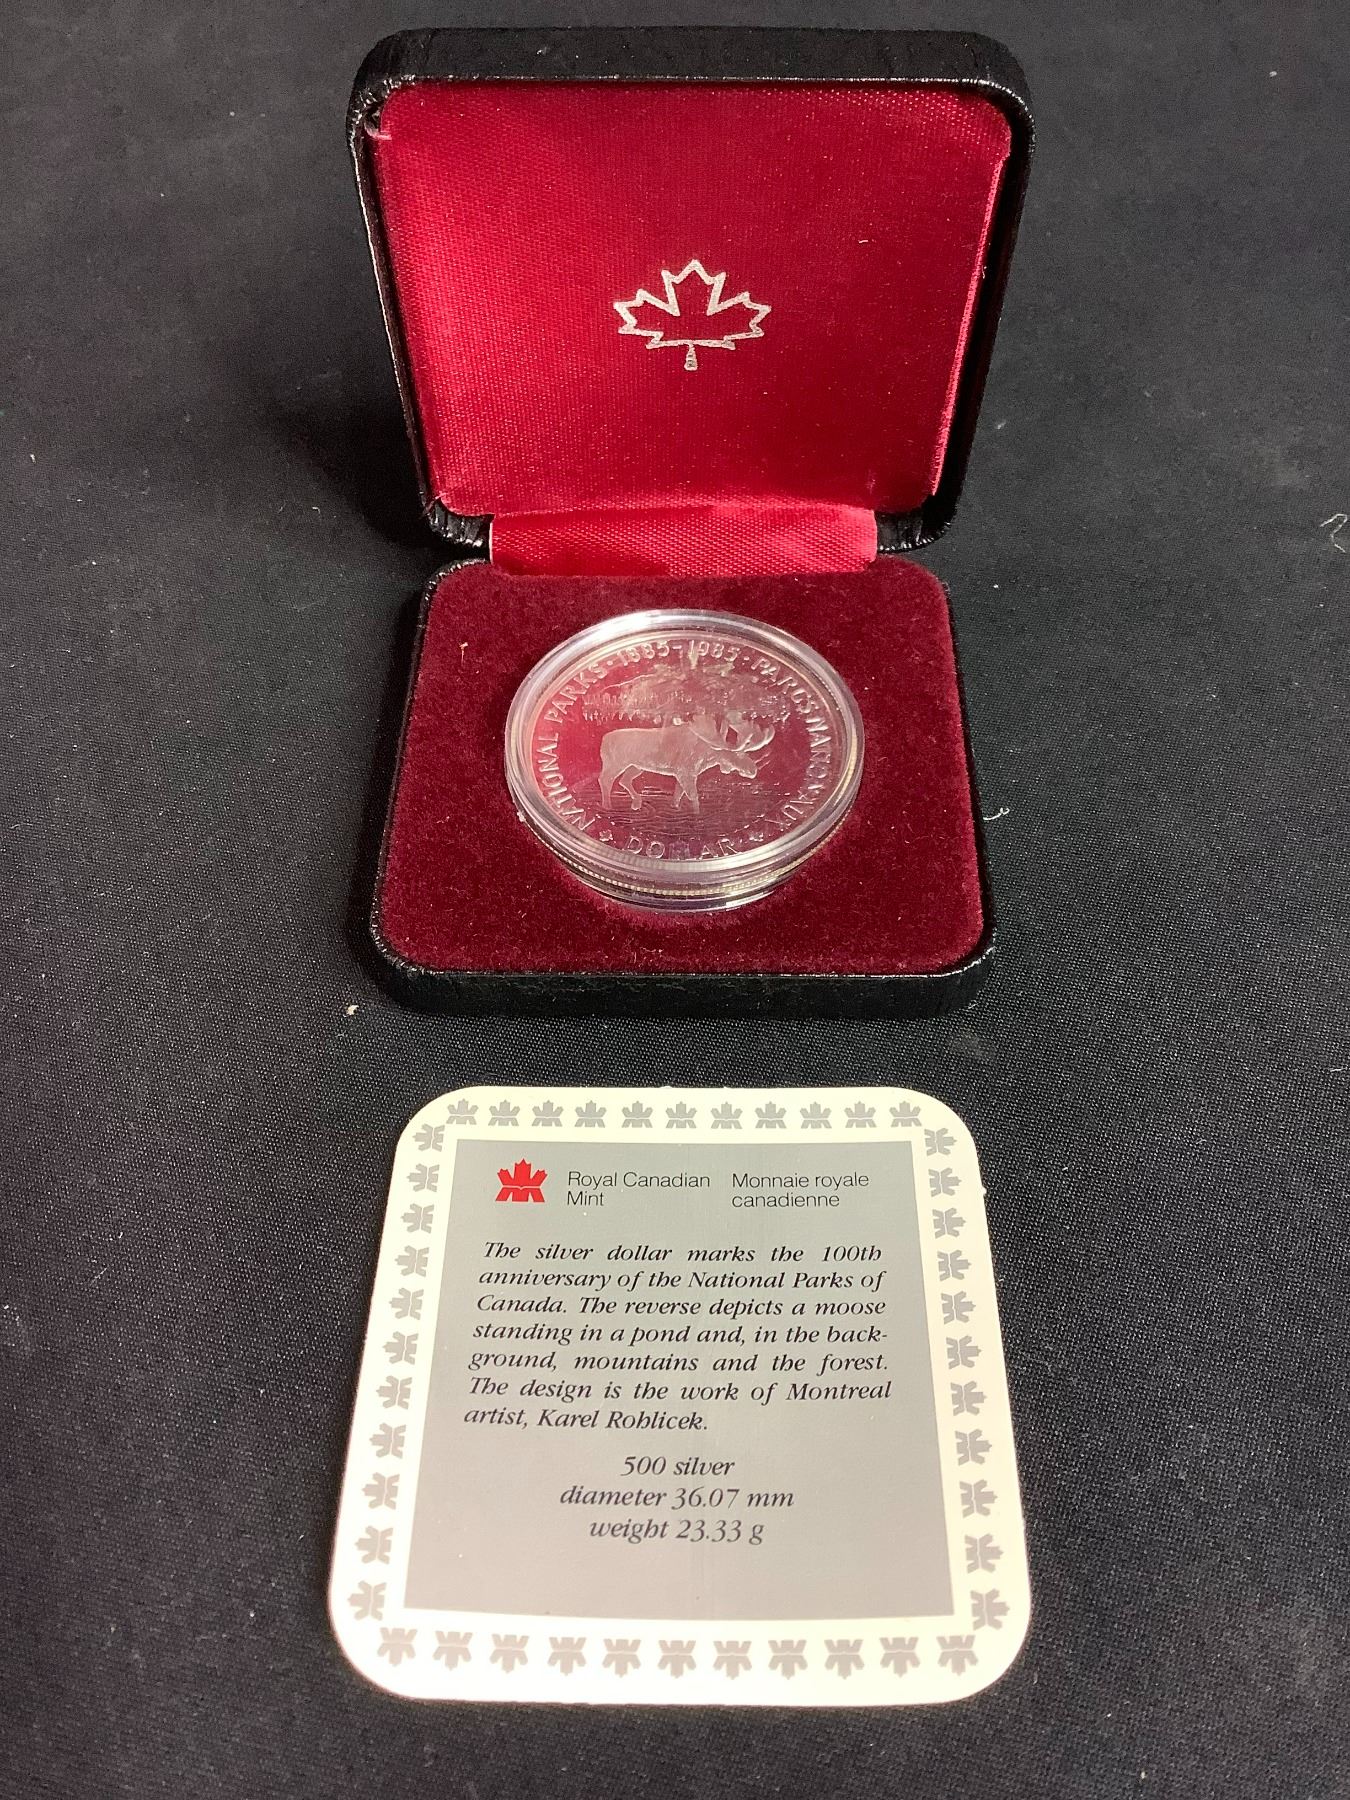 NATIONAL PARKS · 1885-1985 · PARCS NATIONAUX
DOLLAR
Royal Canadian
Mint
Monnaie royale
canadienne
The silver dollar marks the 100th
anniversary of the National Parks of
Canada. The reverse depicts a moose
standing in a pond and, in the back-
ground, mountains and the forest.
The design is the work of Montreal
artist, Karel Rohlicek.
500 silver
diameter 36.07 mm
weight 23.33 g